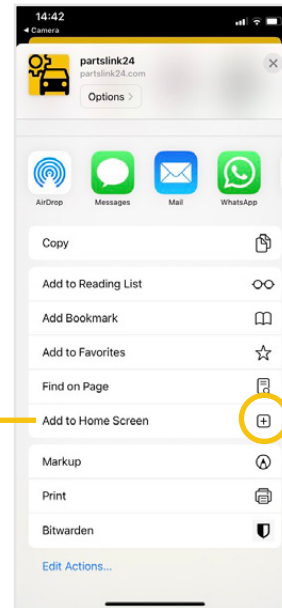 14:42
◀ Camera
partslink24
partslink24.com
Options >
AirDrop
Messages
Mail
WhatsApp
Copy
Add to Reading List
Add Bookmark
Add to Favorites
Find on Page
Add to Home Screen
Markup
Print
Bitwarden
Edit Actions...